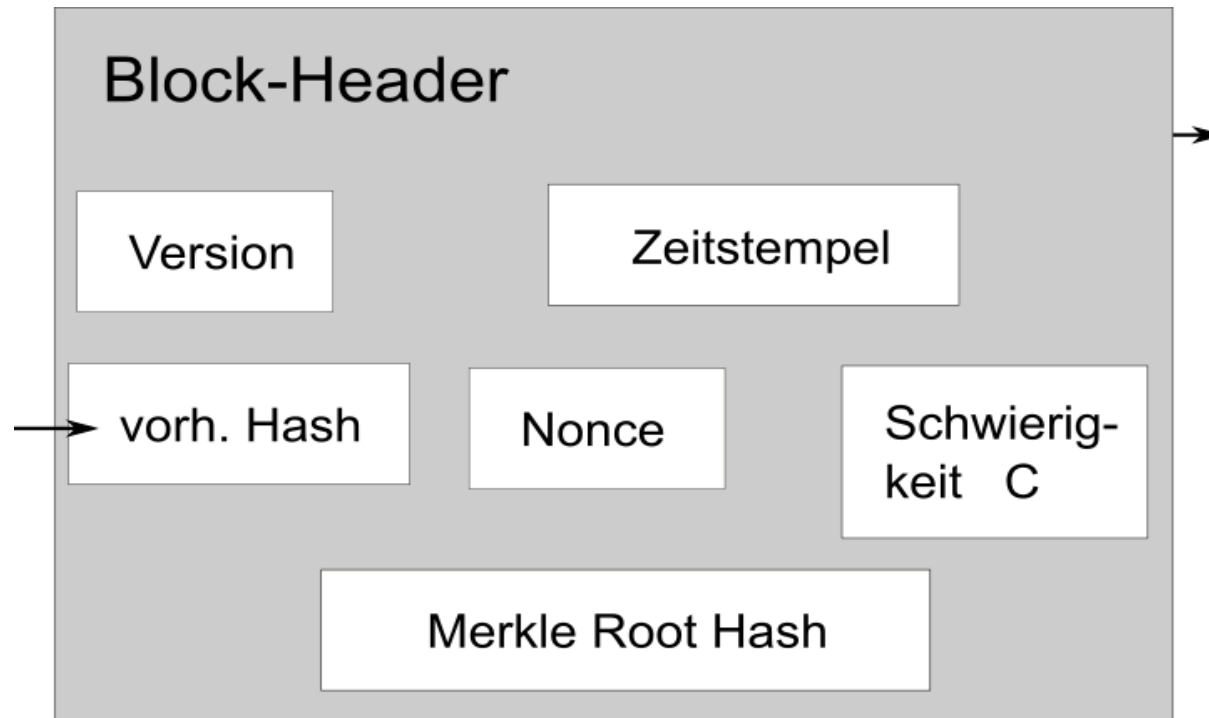 Block-Header
Version
Zeitstempel
vorh. Hash
Nonce
Schwierig-
keit C
Merkle Root Hash